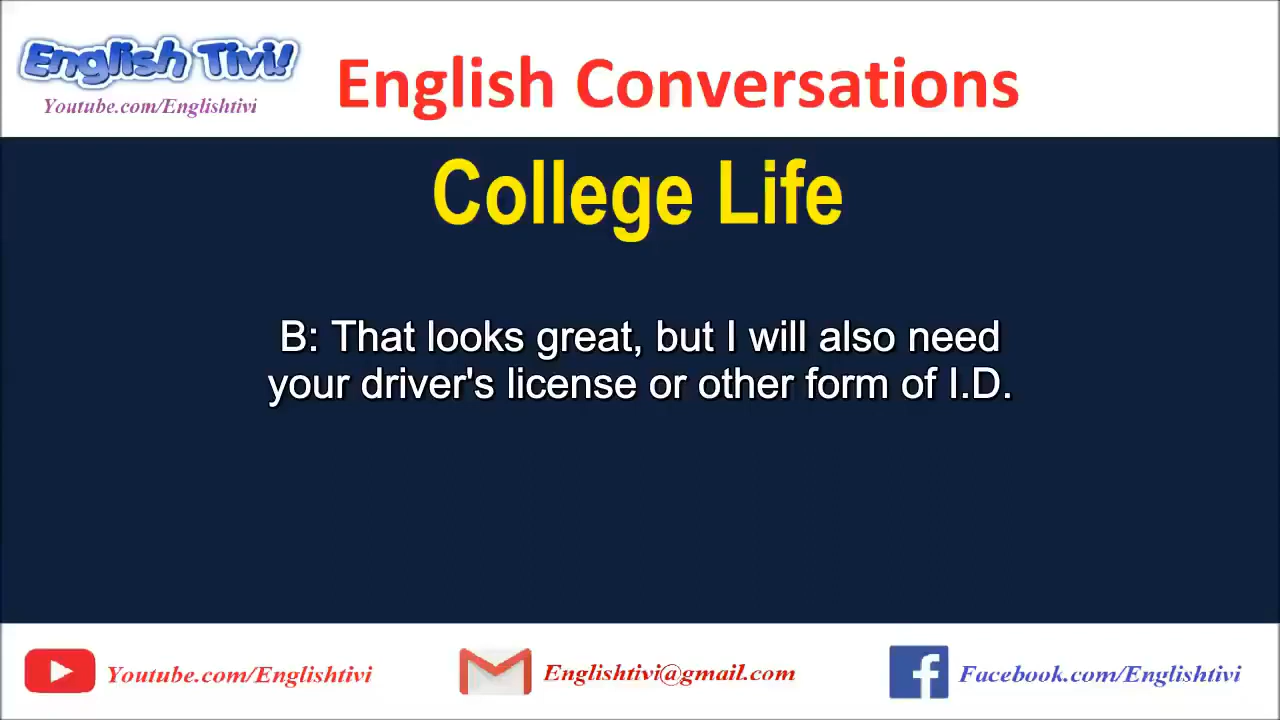 English Tivi!
Youtube.com/Englishtivi
English Conversations
College Life
B: That looks great, but I will also need
your driver's license or other form of I.D.
Youtube.com/Englishtivi
Englishtivi@gmail.com
Facebook.com/Englishtivi